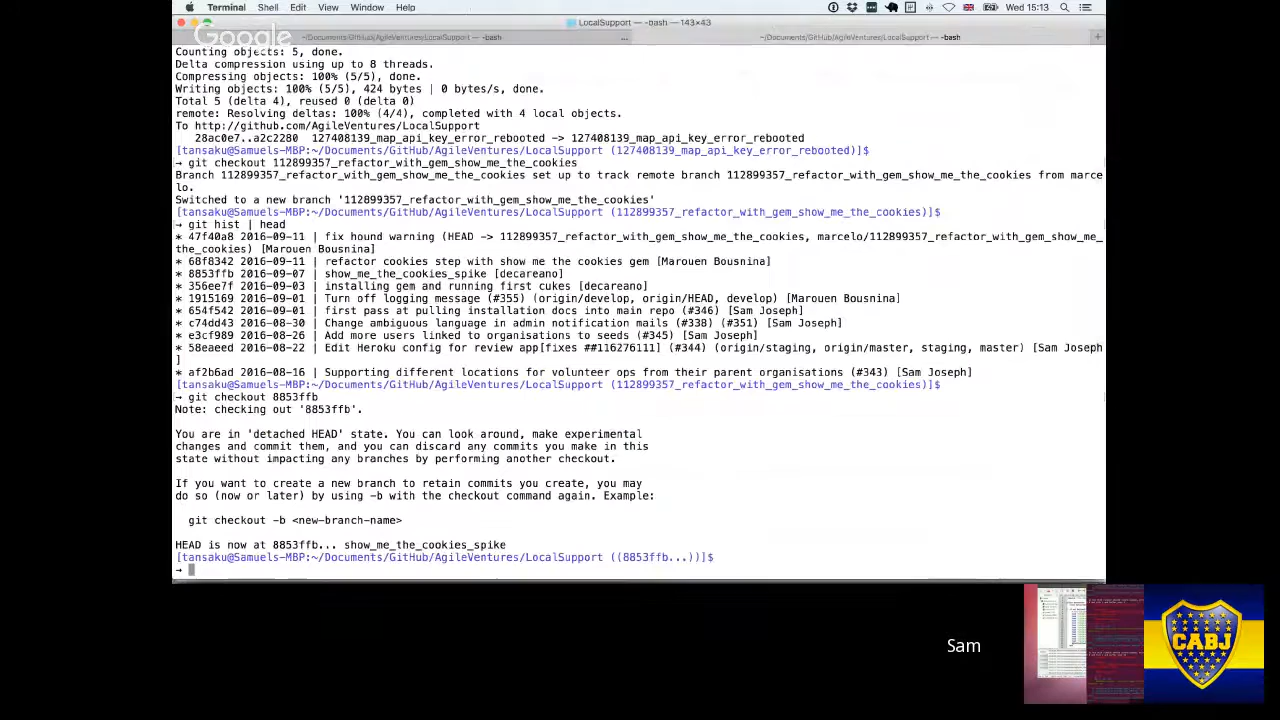 Terminal Shell Edit View Window Help
Wed 15:13
LocalSupport — -bash — 143×43
Google
~/Documents/GitHub/AgileVentures/LocalSupport — -bash ... ~/Documents/GitHub/AgileVentures/LocalSupport — -bash +
Counting objects: 5, done.
Delta compression using up to 8 threads.
Compressing objects: 100% (5/5), done.
Writing objects: 100% (5/5), 424 bytes | 0 bytes/s, done.
Total 5 (delta 4), reused 0 (delta 0)
remote: Resolving deltas: 100% (4/4), completed with 4 local objects.
To http://github.com/AgileVentures/LocalSupport
28ac0e7..a2c2280 127408139_map_api_key_error_rebooted -> 127408139_map_api_key_error_rebooted
[tansaku@Samuels-MBP:~/Documents/GitHub/AgileVentures/LocalSupport (127408139_map_api_key_error_rebooted)]$
→ git checkout 112899357_refactor_with_gem_show_me_the_cookies
Branch 112899357_refactor_with_gem_show_me_the_cookies set up to track remote branch 112899357_refactor_with_gem_show_me_the_cookies from marce
lo.
Switched to a new branch '112899357_refactor_with_gem_show_me_the_cookies'
[tansaku@Samuels-MBP:~/Documents/GitHub/AgileVentures/LocalSupport (112899357_refactor_with_gem_show_me_the_cookies)]$
→ git hist | head
* 47f40a8 2016-09-11 | fix hound warning (HEAD -> 112899357_refactor_with_gem_show_me_the_cookies, marcelo/112899357_refactor_with_gem_show_me_
the_cookies) [Marouen Bousnina]
* 68f8342 2016-09-11 | refactor cookies step with show me the cookies gem [Marouen Bousnina]
* 8853ffb 2016-09-07 | show_me_the_cookies_spike [decareano]
* 356ee7f 2016-09-03 | installing gem and running first cukes [decareano]
* 1915169 2016-09-01 | Turn off logging message (#355) (origin/develop, origin/HEAD, develop) [Marouen Bousnina]
* 654f542 2016-09-01 | first pass at pulling installation docs into main repo (#346) [Sam Joseph]
* c74dd43 2016-08-30 | Change ambiguous language in admin notification mails (#338) (#351) [Sam Joseph]
* e3cf989 2016-08-26 | Add more users linked to organisations to seeds (#345) [Sam Joseph]
* 58eaeed 2016-08-22 | Edit Heroku config for review app[fixes ##116276111] (#344) (origin/staging, origin/master, staging, master) [Sam Joseph
]
* af2b6ad 2016-08-16 | Supporting different locations for volunteer ops from their parent organisations (#343) [Sam Joseph]
[tansaku@Samuels-MBP:~/Documents/GitHub/AgileVentures/LocalSupport (112899357_refactor_with_gem_show_me_the_cookies)]$
→ git checkout 8853ffb
Note: checking out '8853ffb'.
You are in 'detached HEAD' state. You can look around, make experimental
changes and commit them, and you can discard any commits you make in this
state without impacting any branches by performing another checkout.
If you want to create a new branch to retain commits you create, you may
do so (now or later) by using -b with the checkout command again. Example:
git checkout -b <new-branch-name>
HEAD is now at 8853ffb... show_me_the_cookies_spike
[tansaku@Samuels-MBP:~/Documents/GitHub/AgileVentures/LocalSupport ((8853ffb...))]$
→
Sam
CABJ